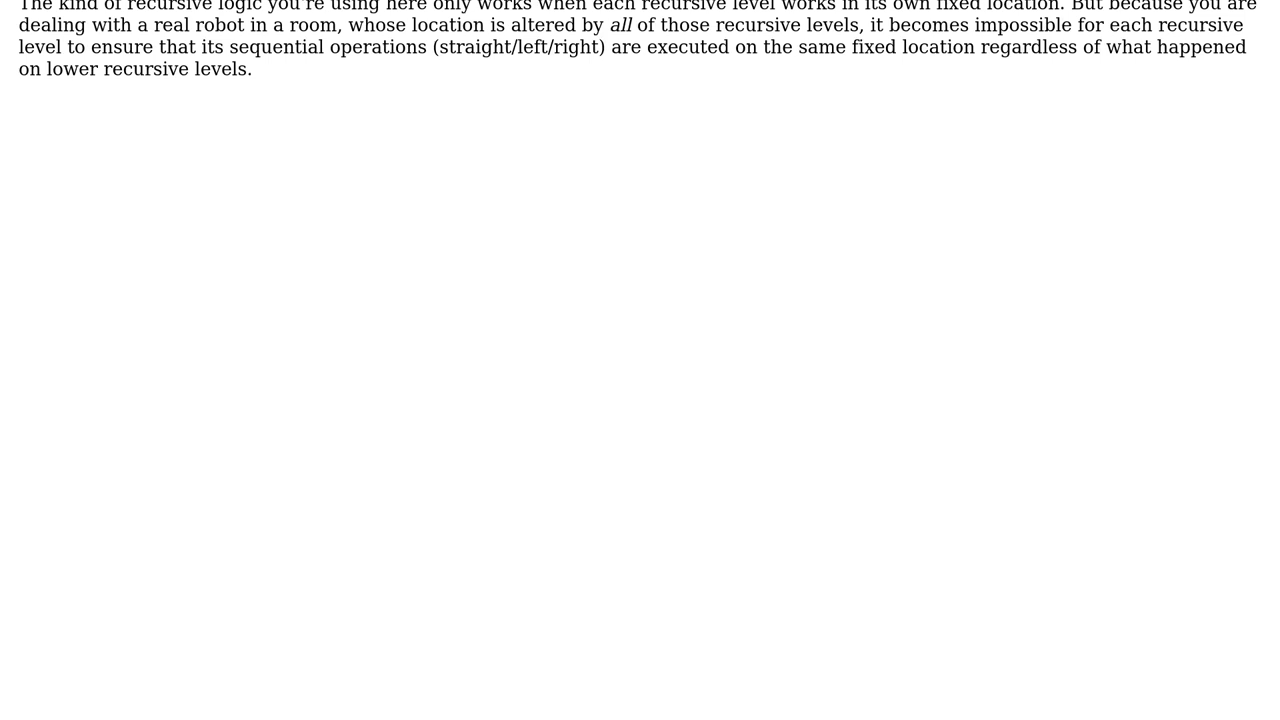 The kind of recursive logic you're using here only works when each recursive level works in its own fixed location. But because you are
dealing with a real robot in a room, whose location is altered by all of those recursive levels, it becomes impossible for each recursive
level to ensure that its sequential operations (straight/left/right) are executed on the same fixed location regardless of what happened
on lower recursive levels.